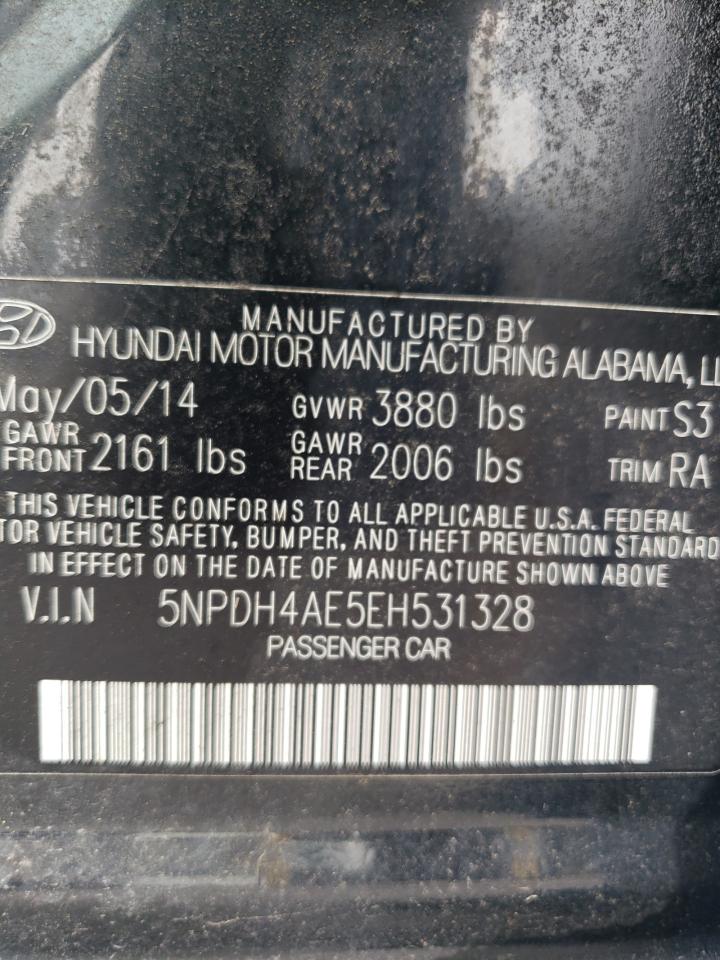 MANUFACTURED BY
HYUNDAI MOTOR MANUFACTURING ALABAMA,
May/05/14 GVWR 3880 lbs PAINT S3
GAWR FRONT 2161 lbs GAWR REAR 2006 lbs TRIM RA
THIS VEHICLE CONFORMS TO ALL APPLICABLE U.S.A. FEDERAL
TOR VEHICLE SAFETY, BUMPER, AND THEFT PREVENTION STANDARD
IN EFFECT ON THE DATE OF MANUFACTURE SHOWN ABOVE
V.I.N 5NPDH4AE5EH531328
PASSENGER CAR